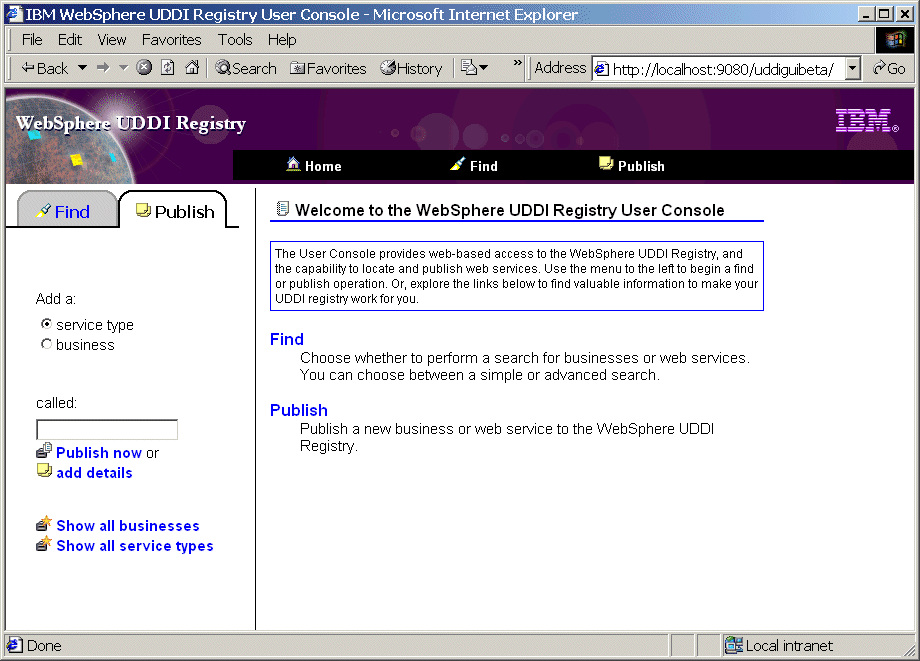 IBM WebSphere UDDI Registry User Console - Microsoft Internet Explorer
File Edit View Favorites Tools Help
Back Search Favorites History » Address http://localhost:9080/uddiguibeta/ Go
WebSphere UDDI Registry
IBM®
Home Find Publish
Find Publish
Add a:
service type
business
called:
Publish now or
add details
Show all businesses
Show all service types
Welcome to the WebSphere UDDI Registry User Console
The User Console provides web-based access to the WebSphere UDDI Registry, and
the capability to locate and publish web services. Use the menu to the left to begin a find
or publish operation. Or, explore the links below to find valuable information to make your
UDDI registry work for you.
Find
Choose whether to perform a search for businesses or web services.
You can choose between a simple or advanced search.
Publish
Publish a new business or web service to the WebSphere UDDI
Registry.
Done Local intranet